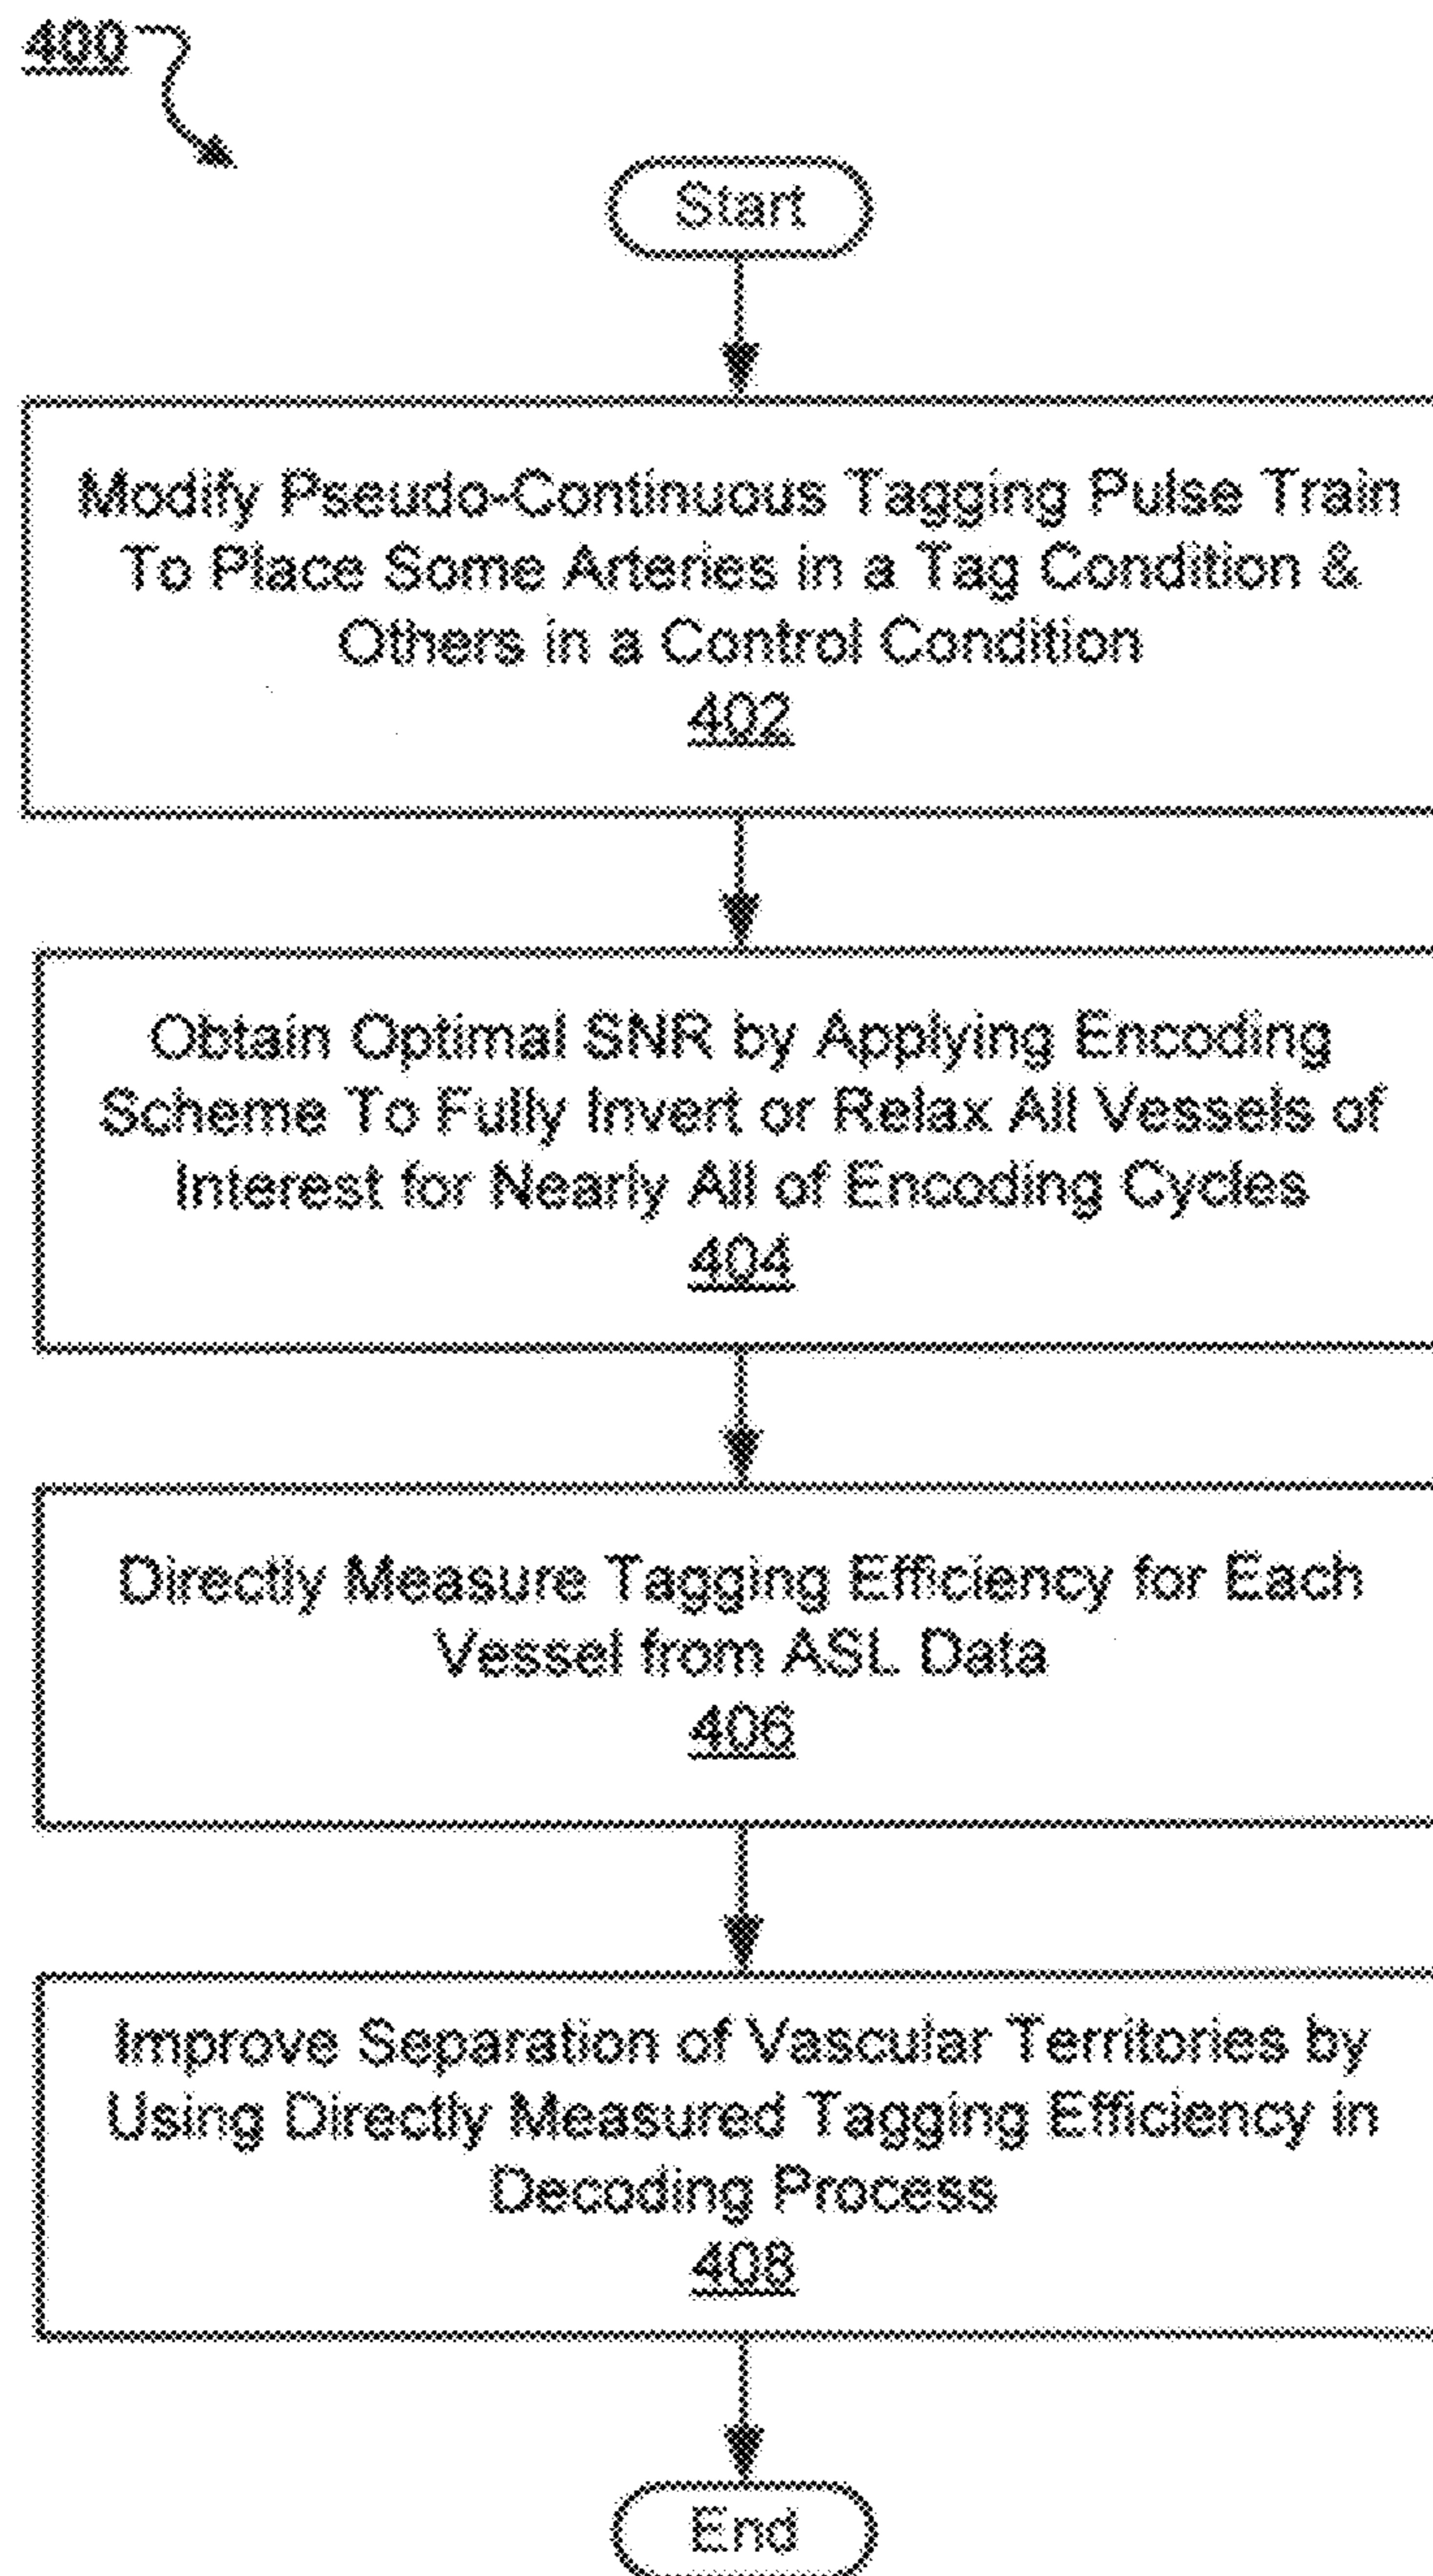 400
Start
Modify Pseudo-Continuous Tagging Pulse Train
To Place Some Arteries in a Tag Condition &
Others in a Control Condition
402
Obtain Optimal SNR by Applying Encoding
Scheme To Fully Invert or Relax All Vessels of
Interest for Nearly All of Encoding Cycles
404
Directly Measure Tagging Efficiency for Each
Vessel from ASL Data
406
Improve Separation of Vascular Territories by
Using Directly Measured Tagging Efficiency in
Decoding Process
408
End